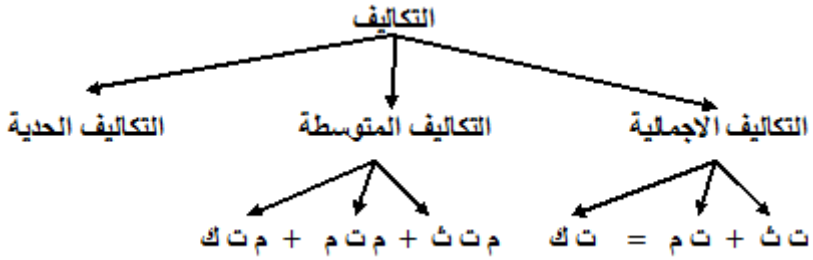 التكاليف
التكاليف الاجمالية التكاليف المتوسطة التكاليف الحدية
ت ث + ت م = ت ك م ت ث + م ت م + م ت ك